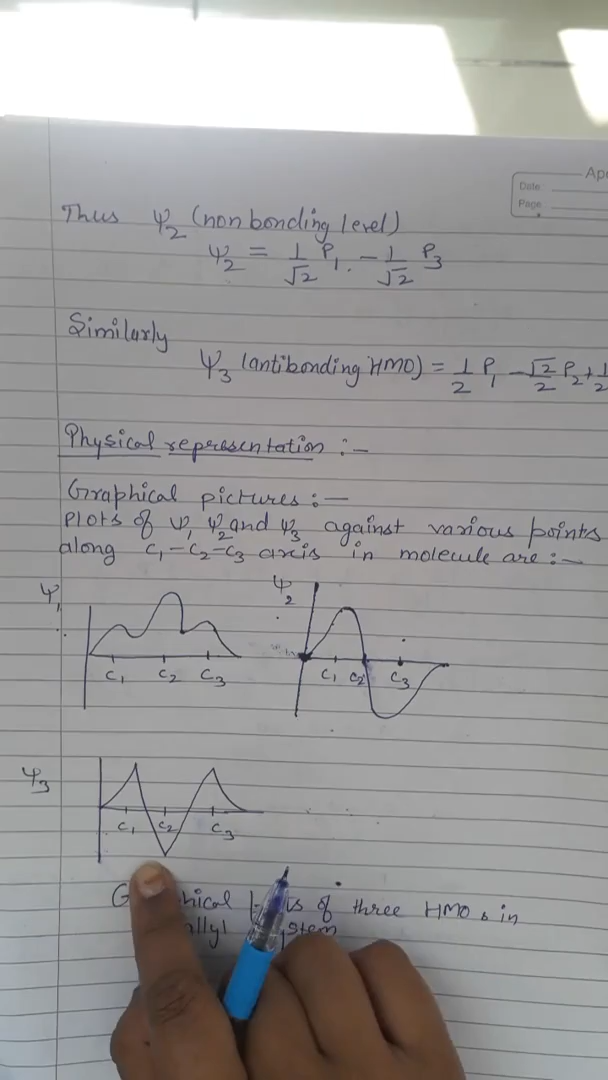 Ape
Date
Page
Thus ψ₂ (non bonding level)
ψ₂ = 1/√2 P₁ - 1/√2 P₃
Similarly
ψ₃ (antibonding HMO) = 1/2 P₁ - √2/2 P₂ + 1/2
Physical representation :-
Graphical pictures :-
Plots of ψ₁ ψ₂ and ψ₃ against various points
along C₁-C₂-C₃ axis in molecule are :-
ψ₁ ψ₂
C₁ C₂ C₃ C₁ C₂ C₃
ψ₃
C₁ C₂ C₃
of three HMOs in